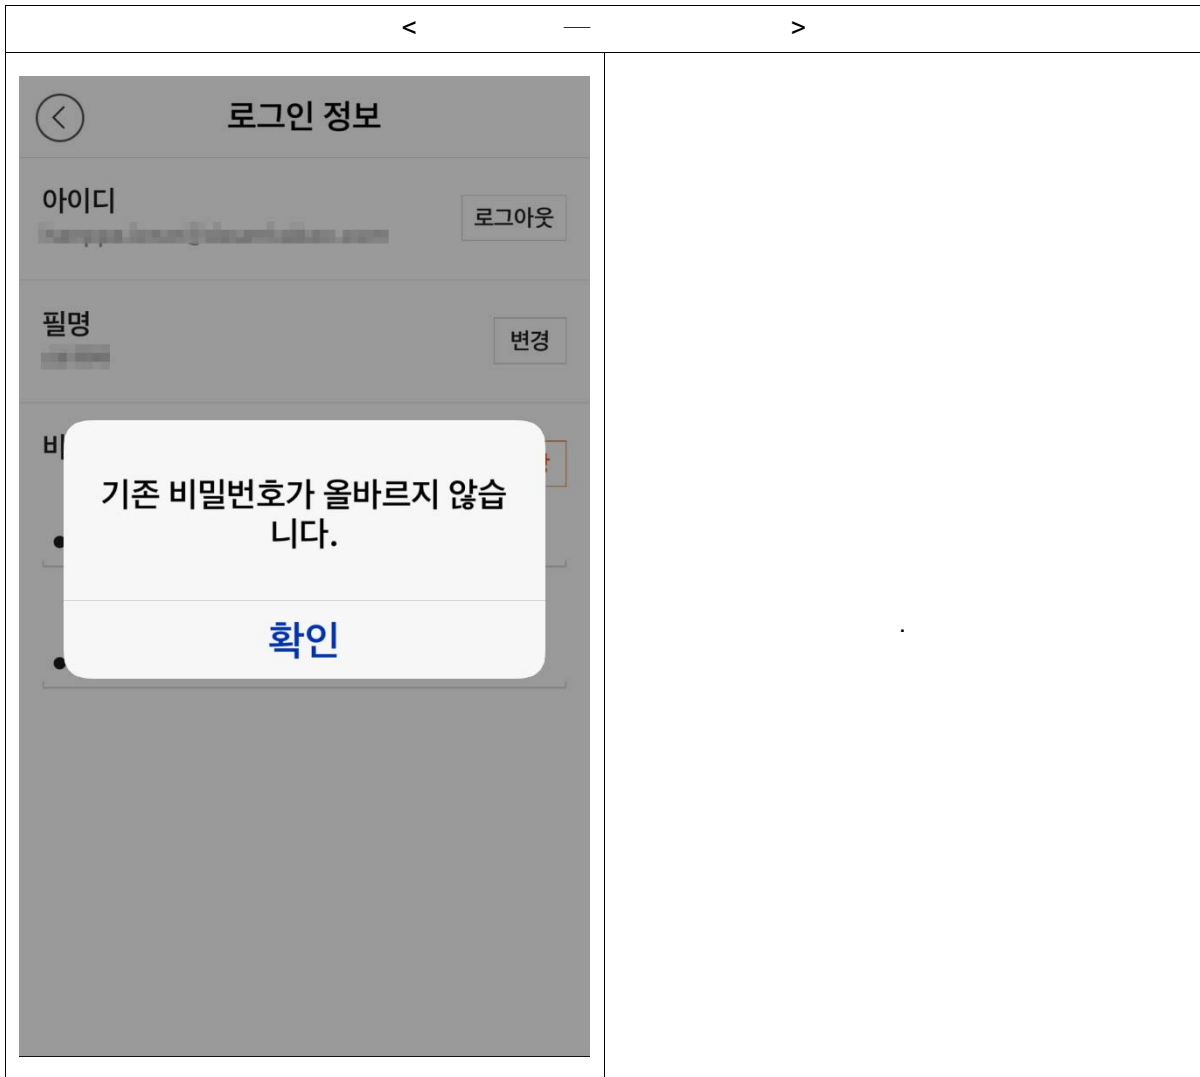 < — >
로그인 정보
아이디
로그아웃
필명
변경
기존 비밀번호가 올바르지 않습
니다.
확인
.